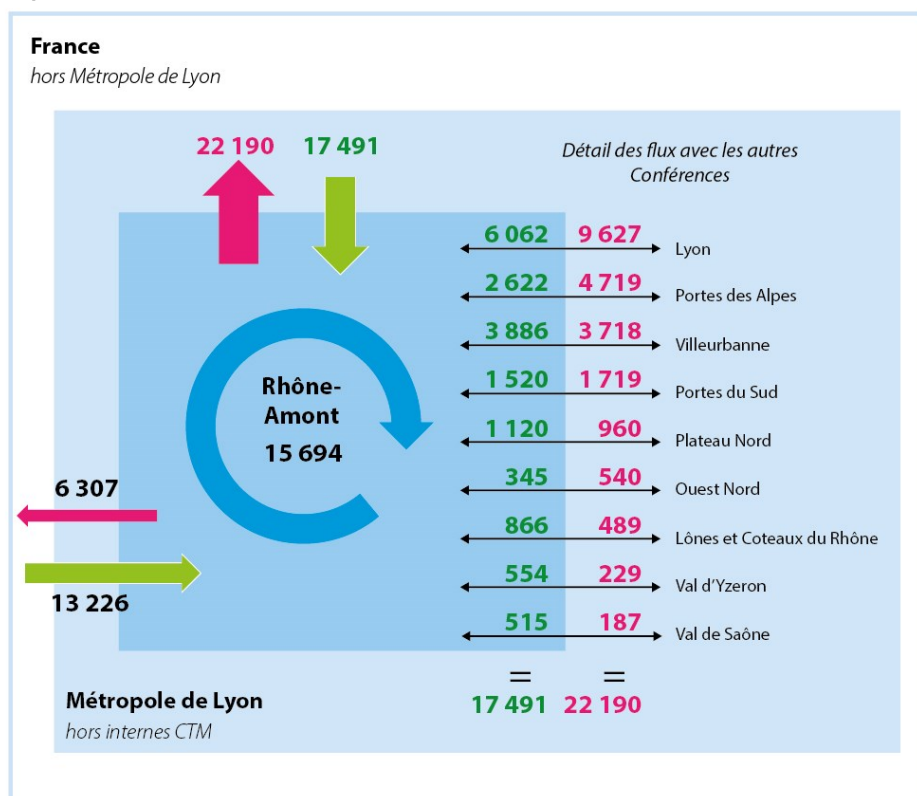 France
hors Métropole de Lyon
22 190 17 491
Détail des flux avec les autres
Conférences
6 062 9 627 Lyon
2 622 4 719 Portes des Alpes
3 886 3 718 Villeurbanne
1 520 1 719 Portes du Sud
1 120 960 Plateau Nord
345 540 Ouest Nord
866 489 Lônes et Coteaux du Rhône
554 229 Val d'Yzeron
515 187 Val de Saône
= =
17 491 22 190
Rhône-
Amont
15 694
6 307
13 226
Métropole de Lyon
hors internes CTM